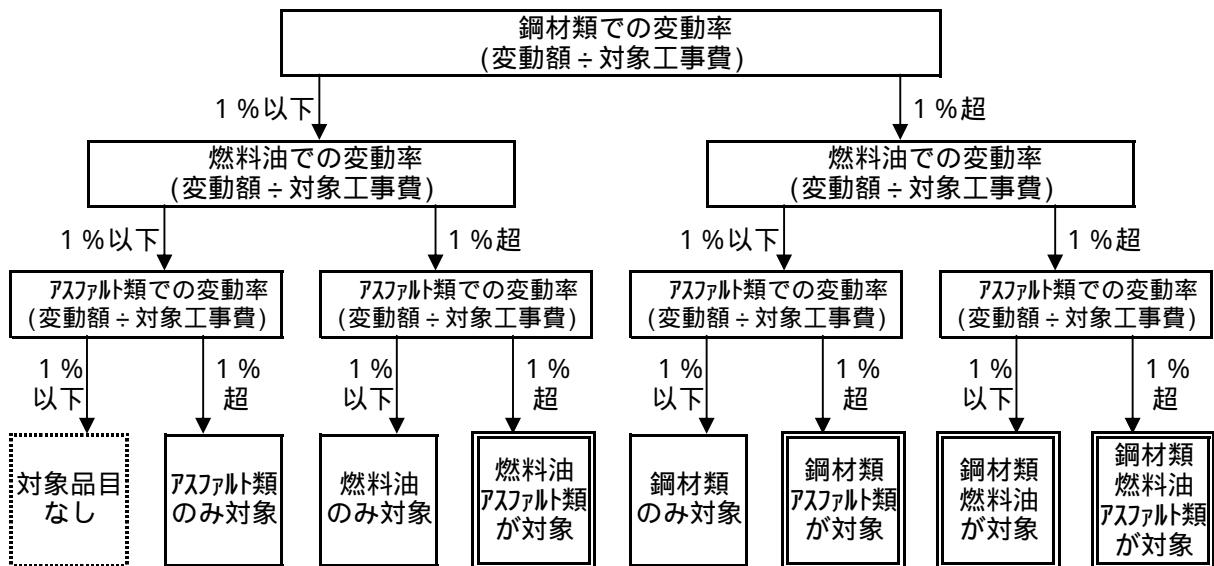 鋼材類での変動率
(変動額÷対象工事費)
1%以下
1%超
燃料油での変動率
(変動額÷対象工事費)
燃料油での変動率
(変動額÷対象工事費)
1%以下
1%超
1%以下
1%超
ｱｽﾌｧﾙﾄ類での変動率
(変動額÷対象工事費)
ｱｽﾌｧﾙﾄ類での変動率
(変動額÷対象工事費)
ｱｽﾌｧﾙﾄ類での変動率
(変動額÷対象工事費)
ｱｽﾌｧﾙﾄ類での変動率
(変動額÷対象工事費)
1%
以下
1%
超
1%
以下
1%
超
1%
以下
1%
超
1%
以下
1%
超
対象品目
なし
ｱｽﾌｧﾙﾄ類
のみ対象
燃料油
のみ対象
燃料油
ｱｽﾌｧﾙﾄ類
が対象
鋼材類
のみ対象
鋼材類
ｱｽﾌｧﾙﾄ類
が対象
鋼材類
燃料油
が対象
鋼材類
燃料油
ｱｽﾌｧﾙﾄ類
が対象